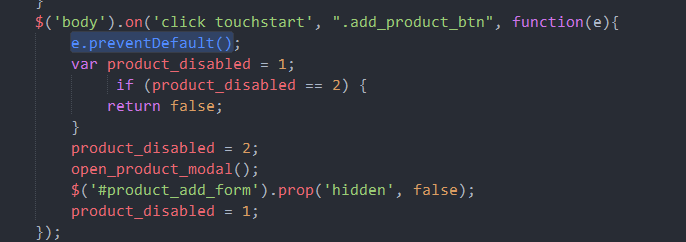 }
$('body').on('click touchstart', ".add_product_btn", function(e){
e.preventDefault();
var product_disabled = 1;
if (product_disabled == 2) {
return false;
}
product_disabled = 2;
open_product_modal();
$('#product_add_form').prop('hidden', false);
product_disabled = 1;
});